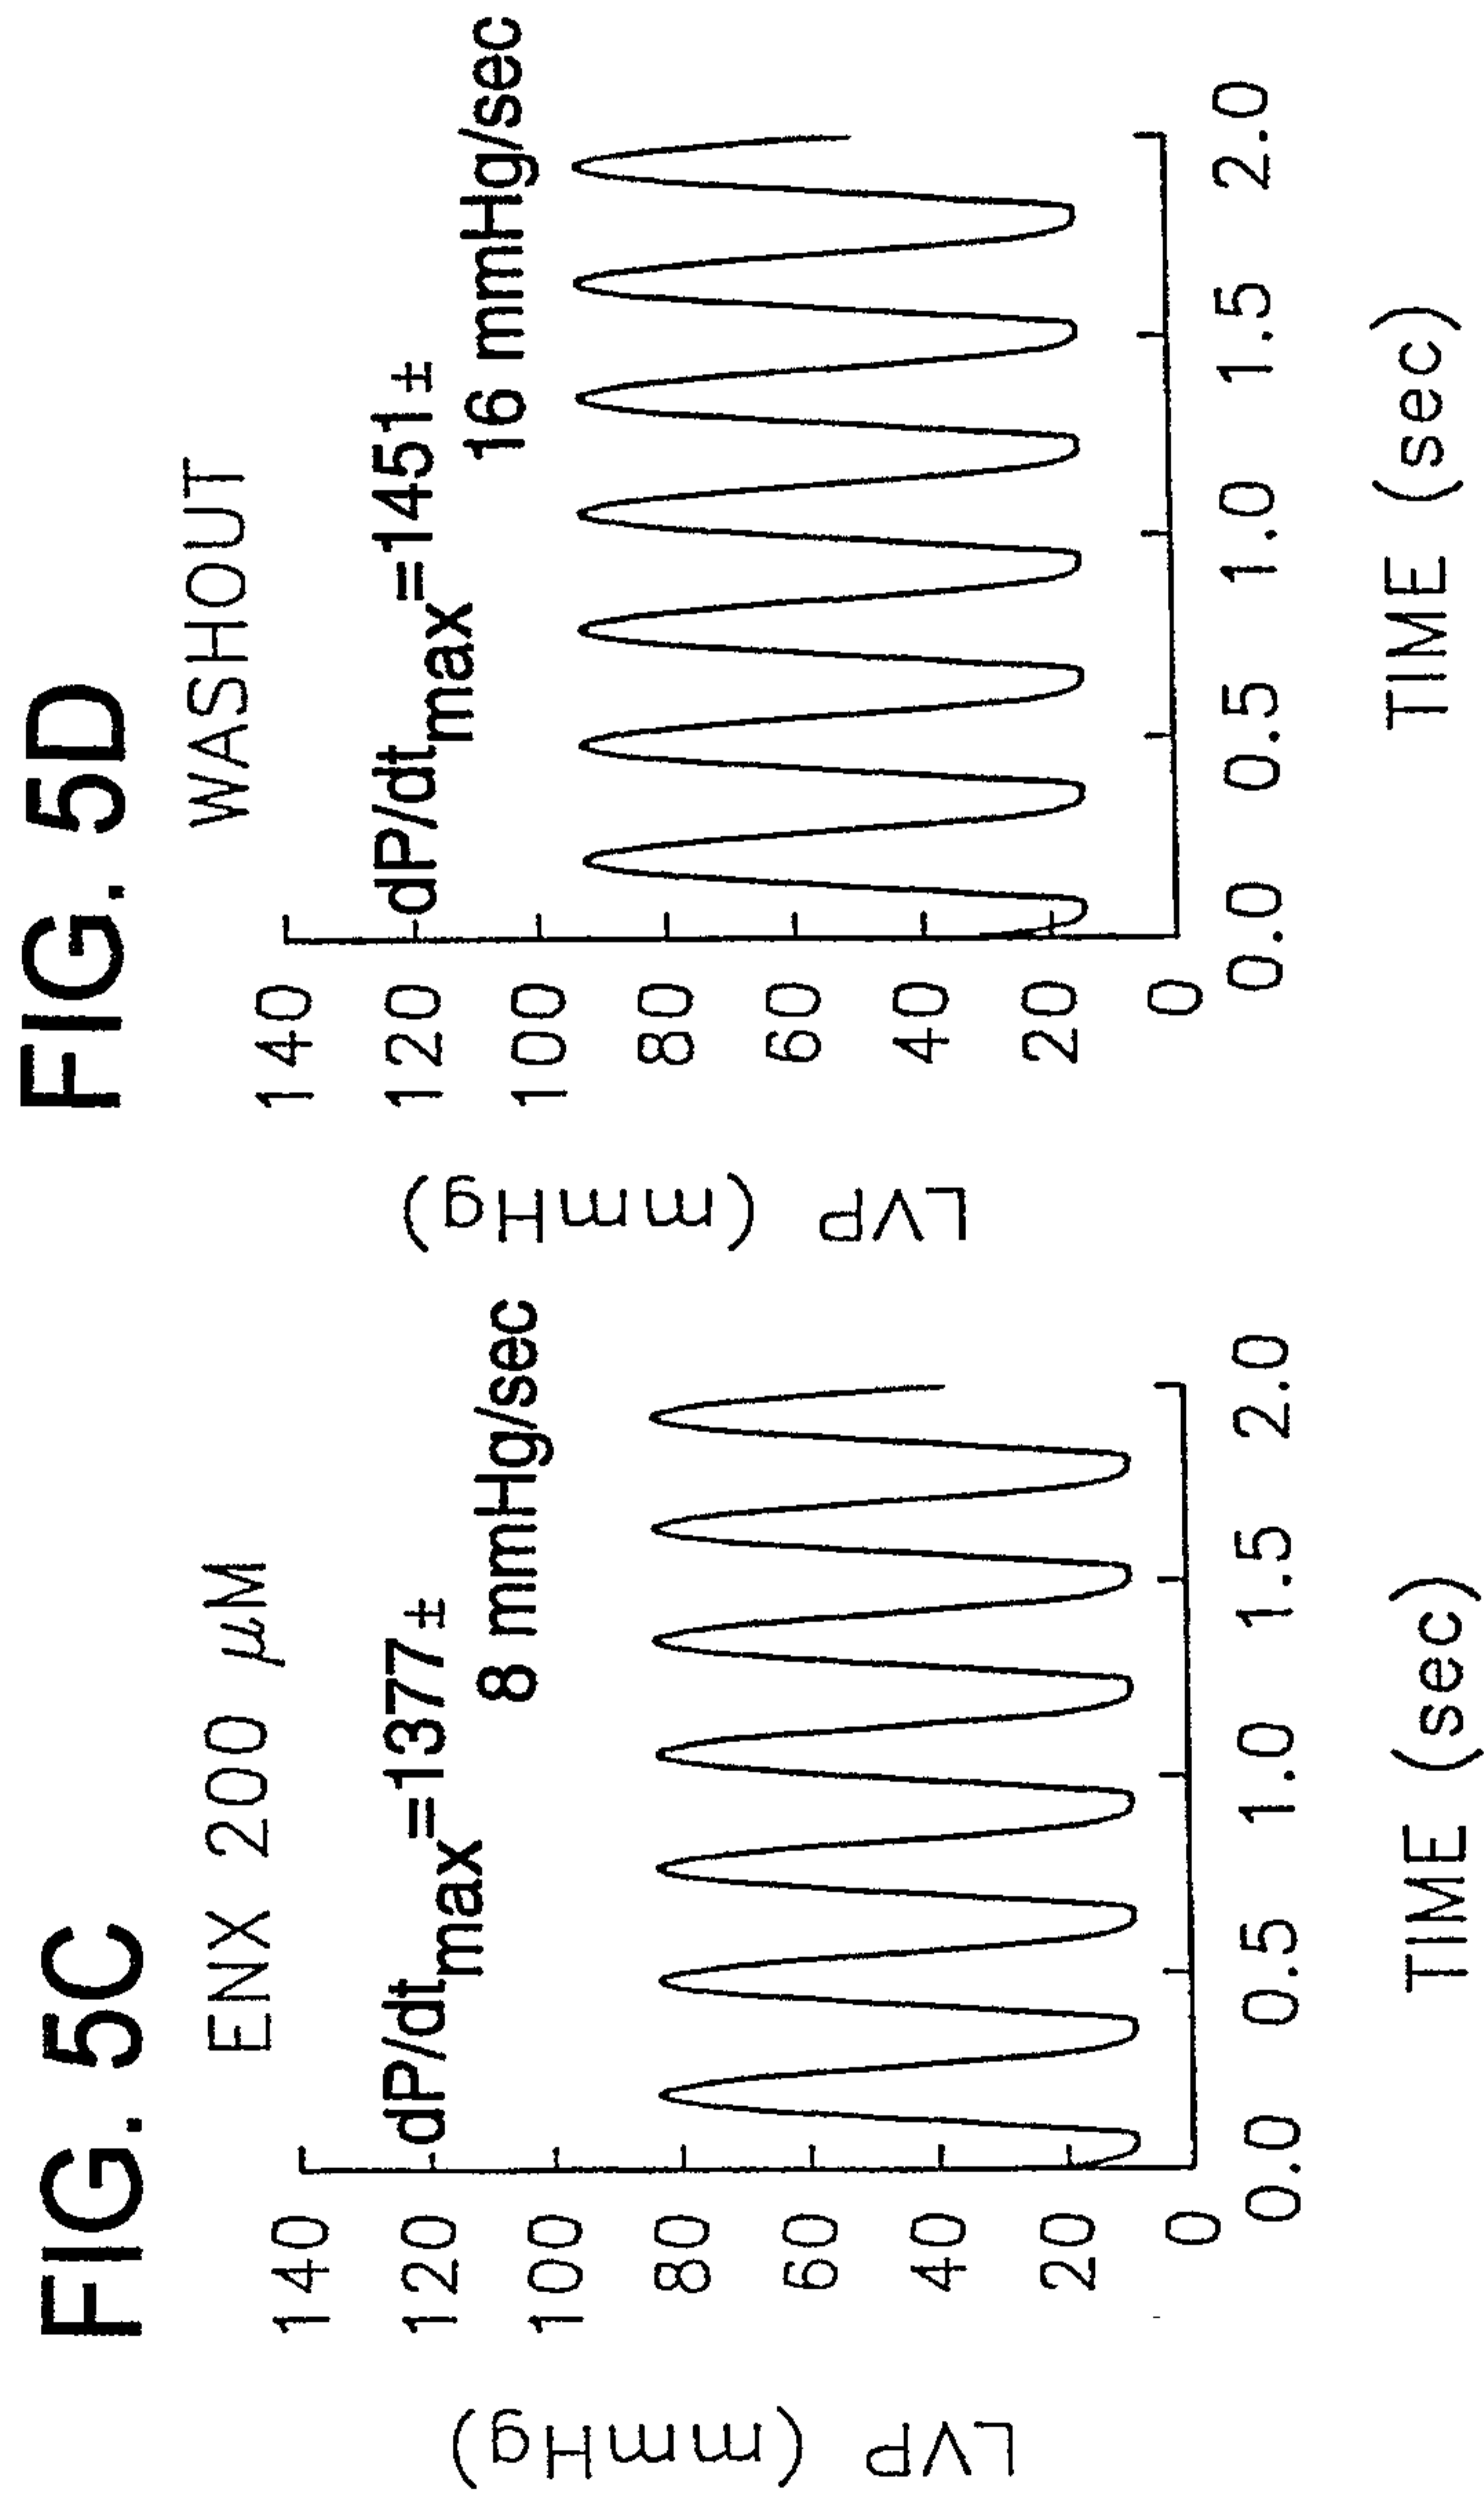 FIG. 5C
ENX 200 μM
dP/dtmax=1377±
8 mmHg/sec
LVP (mmHg)
140
120
100
80
60
40
20
0
0.0 0.5 1.0 1.5 2.0
TIME (sec)
FIG. 5D
WASHOUT
dP/dtmax=1451±
16 mmHg/sec
LVP (mmHg)
140
120
100
80
60
40
20
0
0.0 0.5 1.0 1.5 2.0
TIME (sec)